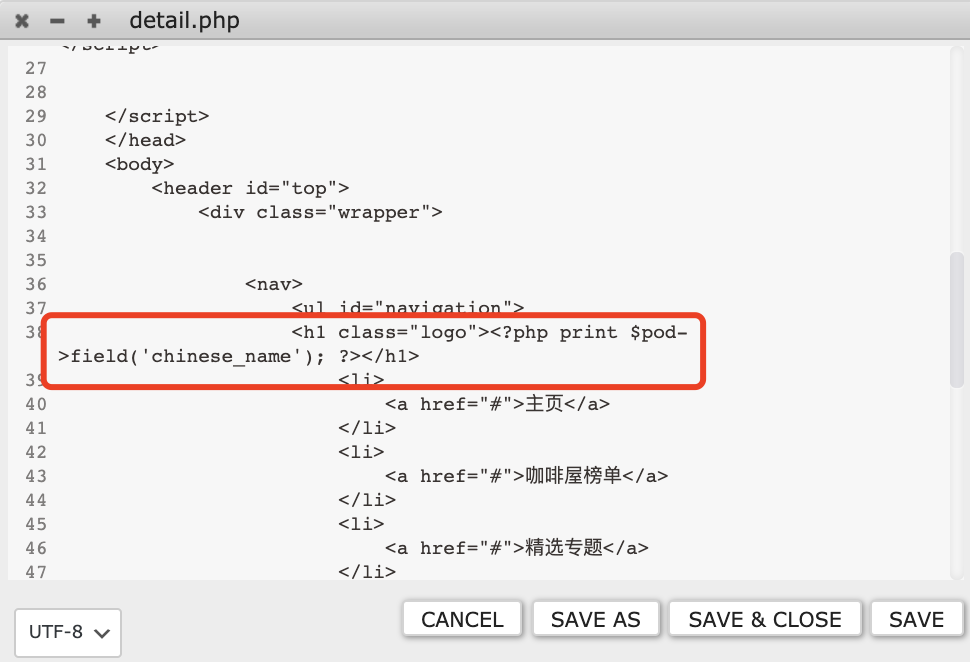 detail.php
</script>
27
28
29 </script>
30 </head>
31 <body>
32 <header id="top">
33 <div class="wrapper">
34
35
36 <nav>
37 <ul id="navigation">
38 <h1 class="logo"><?php print $pod-
>field('chinese_name'); ?></h1>
39 <li>
40 <a href="#">主页</a>
41 </li>
42 <li>
43 <a href="#">咖啡屋榜单</a>
44 </li>
45 <li>
46 <a href="#">精选专题</a>
47 </li>
UTF-8 CANCEL SAVE AS SAVE & CLOSE SAVE